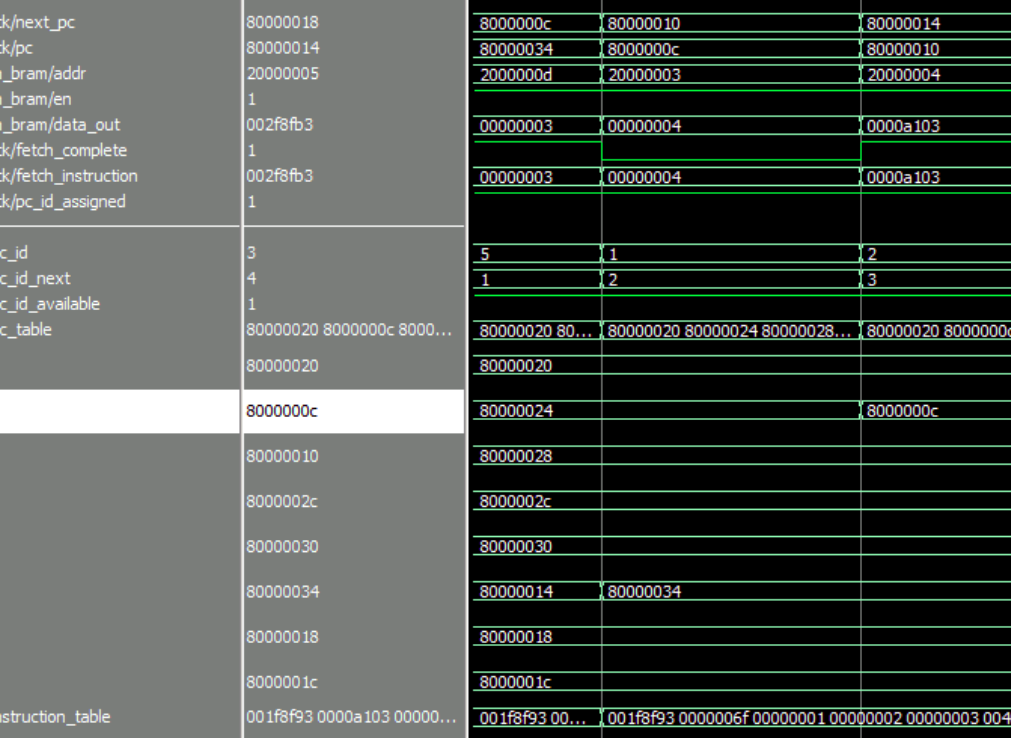 ck/next_pc 80000018 8000000c 80000010 80000014
ck/pc 80000014 80000034 8000000c 80000010
_bram/addr 20000005 2000000d 20000003 20000004
_bram/en 1
_bram/data_out 002f8fb3 00000003 00000004 0000a103
ck/fetch_complete 1
ck/fetch_instruction 002f8fb3 00000003 00000004 0000a103
ck/pc_id_assigned 1
c_id 3 5 1 2
c_id_next 4 1 2 3
c_id_available 1
c_table 80000020 8000000c 8000... 80000020 80... 80000020 80000024 80000028... 80000020 8000000c
80000020 80000020
8000000c 80000024 8000000c
80000010 80000028
8000002c 8000002c
80000030 80000030
80000034 80000014 80000034
80000018 80000018
8000001c 8000001c
nstruction_table 001f8f93 0000a103 00000... 001f8f93 00... 001f8f93 0000006f 00000001 00000002 00000003 004